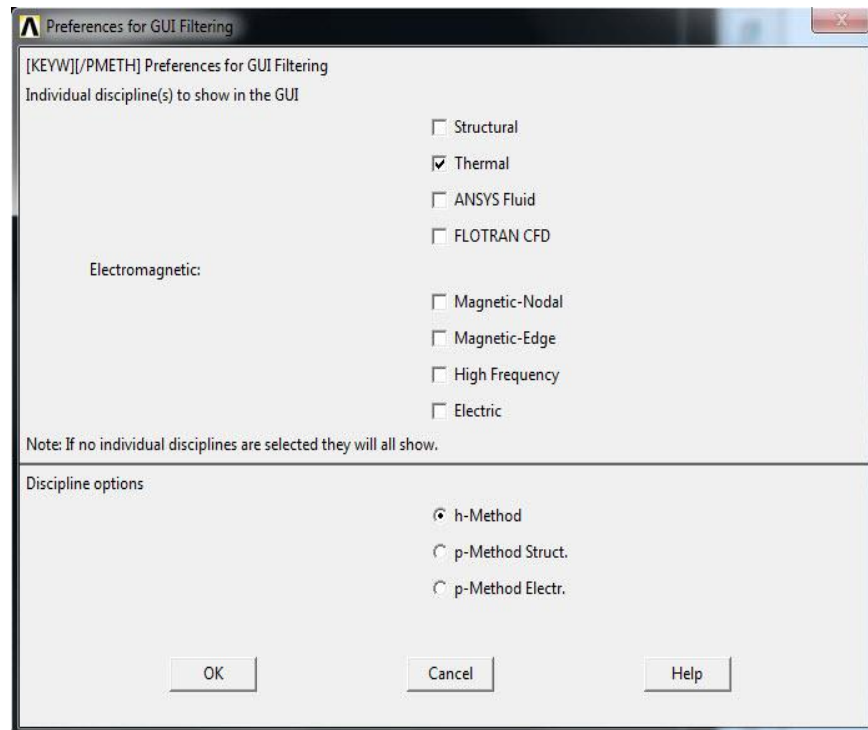 Preferences for GUI Filtering
[KEYW][/PMETH] Preferences for GUI Filtering
Individual discipline(s) to show in the GUI
Structural
Thermal
ANSYS Fluid
FLOTRAN CFD
Electromagnetic:
Magnetic-Nodal
Magnetic-Edge
High Frequency
Electric
Note: If no individual disciplines are selected they will all show.
Discipline options
h-Method
p-Method Struct.
p-Method Electr.
OK Cancel Help